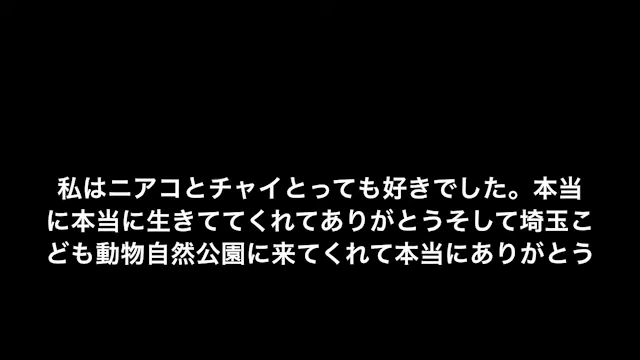 私はニアコとチャイとっても好きでした。本当
に本当に生きててくれてありがとうそして埼玉こ
ども動物自然公園に来てくれて本当にありがとう